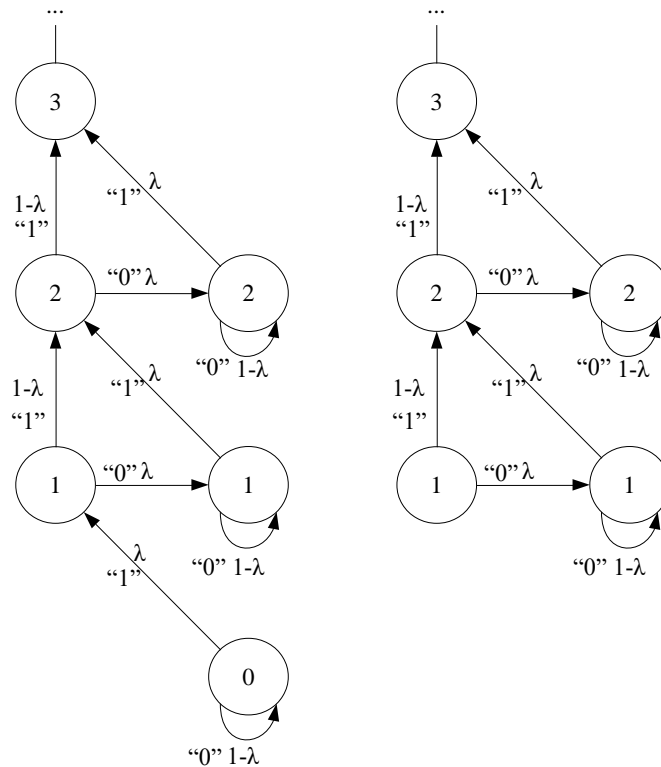 ... ...
3 3
λ λ
“1” “1”
1-λ 1-λ
“1” “1”
“0” λ “0” λ
2 2 2 2
λ λ
“1” “0” 1-λ “1” “0” 1-λ
1-λ 1-λ
“1” “1”
“0” λ “0” λ
1 1 1 1
λ “0” 1-λ “0” 1-λ
“1”
0
“0” 1-λ